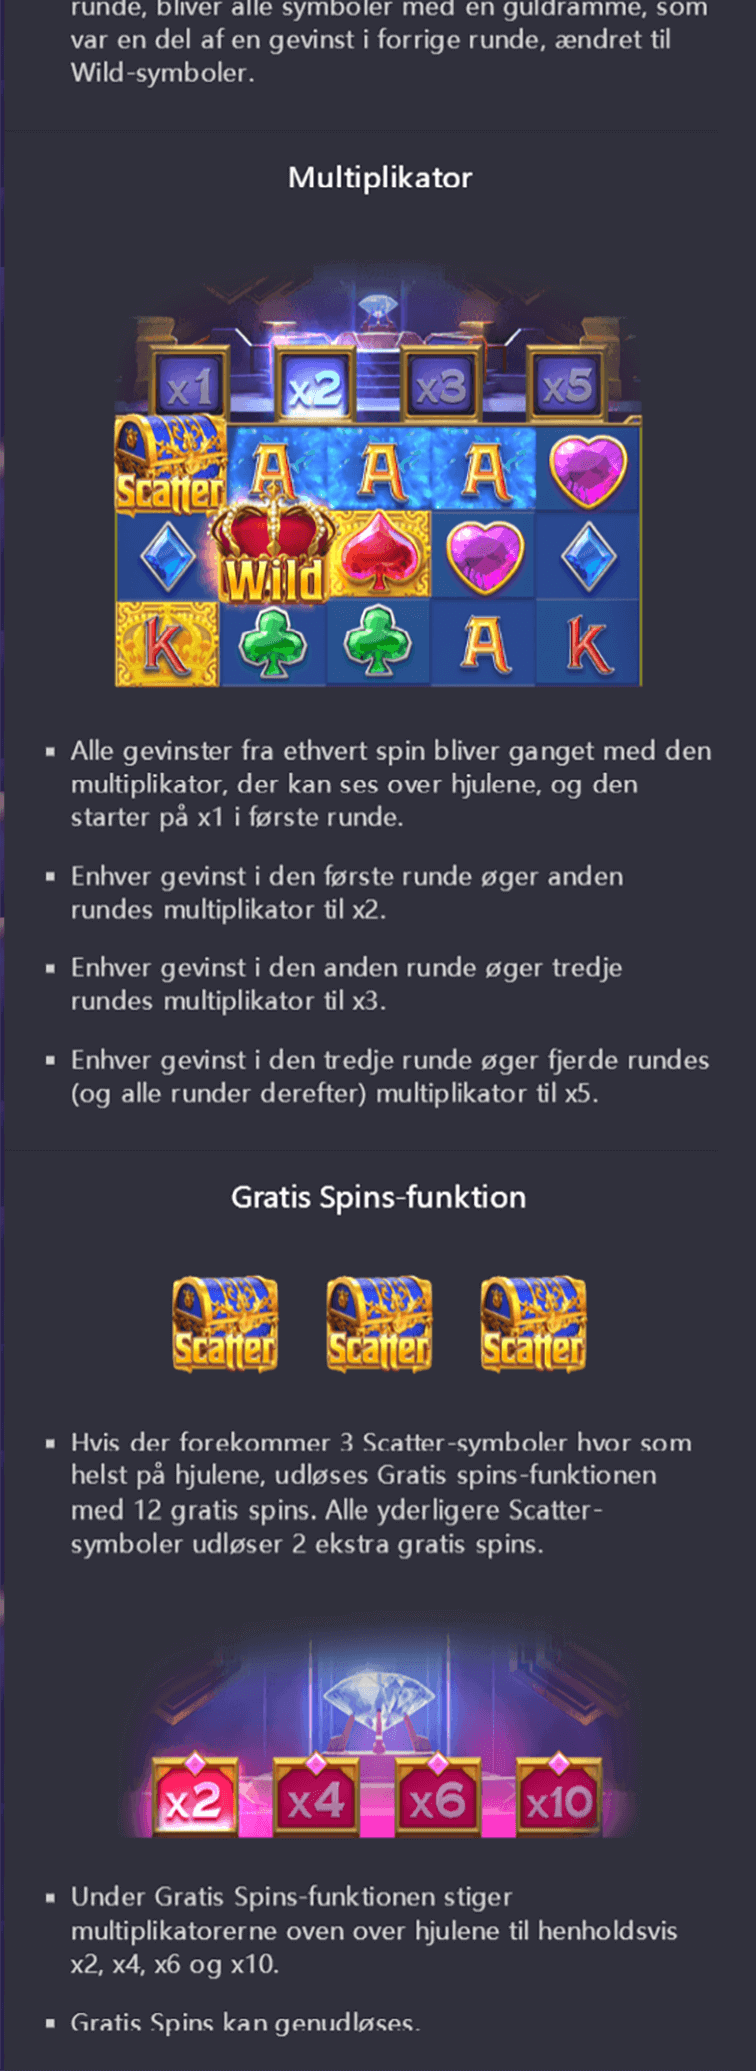 runde, bliver alle symboler med en guldramme, som
var en del af en gevinst i forrige runde, ændret til
Wild-symboler.
Multiplikator
x1 x2 x3 x5
Scatter A A A
Wild
K A K
▪ Alle gevinster fra ethvert spin bliver ganget med den
multiplikator, der kan ses over hjulene, og den
starter på x1 i første runde.
▪ Enhver gevinst i den første runde øger anden
rundes multiplikator til x2.
▪ Enhver gevinst i den anden runde øger tredje
rundes multiplikator til x3.
▪ Enhver gevinst i den tredje runde øger fjerde rundes
(og alle runder derefter) multiplikator til x5.
Gratis Spins-funktion
Scatter Scatter Scatter
▪ Hvis der forekommer 3 Scatter-symboler hvor som
helst på hjulene, udløses Gratis spins-funktionen
med 12 gratis spins. Alle yderligere Scatter-
symboler udløser 2 ekstra gratis spins.
x2 x4 x6 x10
▪ Under Gratis Spins-funktionen stiger
multiplikatorerne oven over hjulene til henholdsvis
x2, x4, x6 og x10.
▪ Gratis Spins kan genudløses.